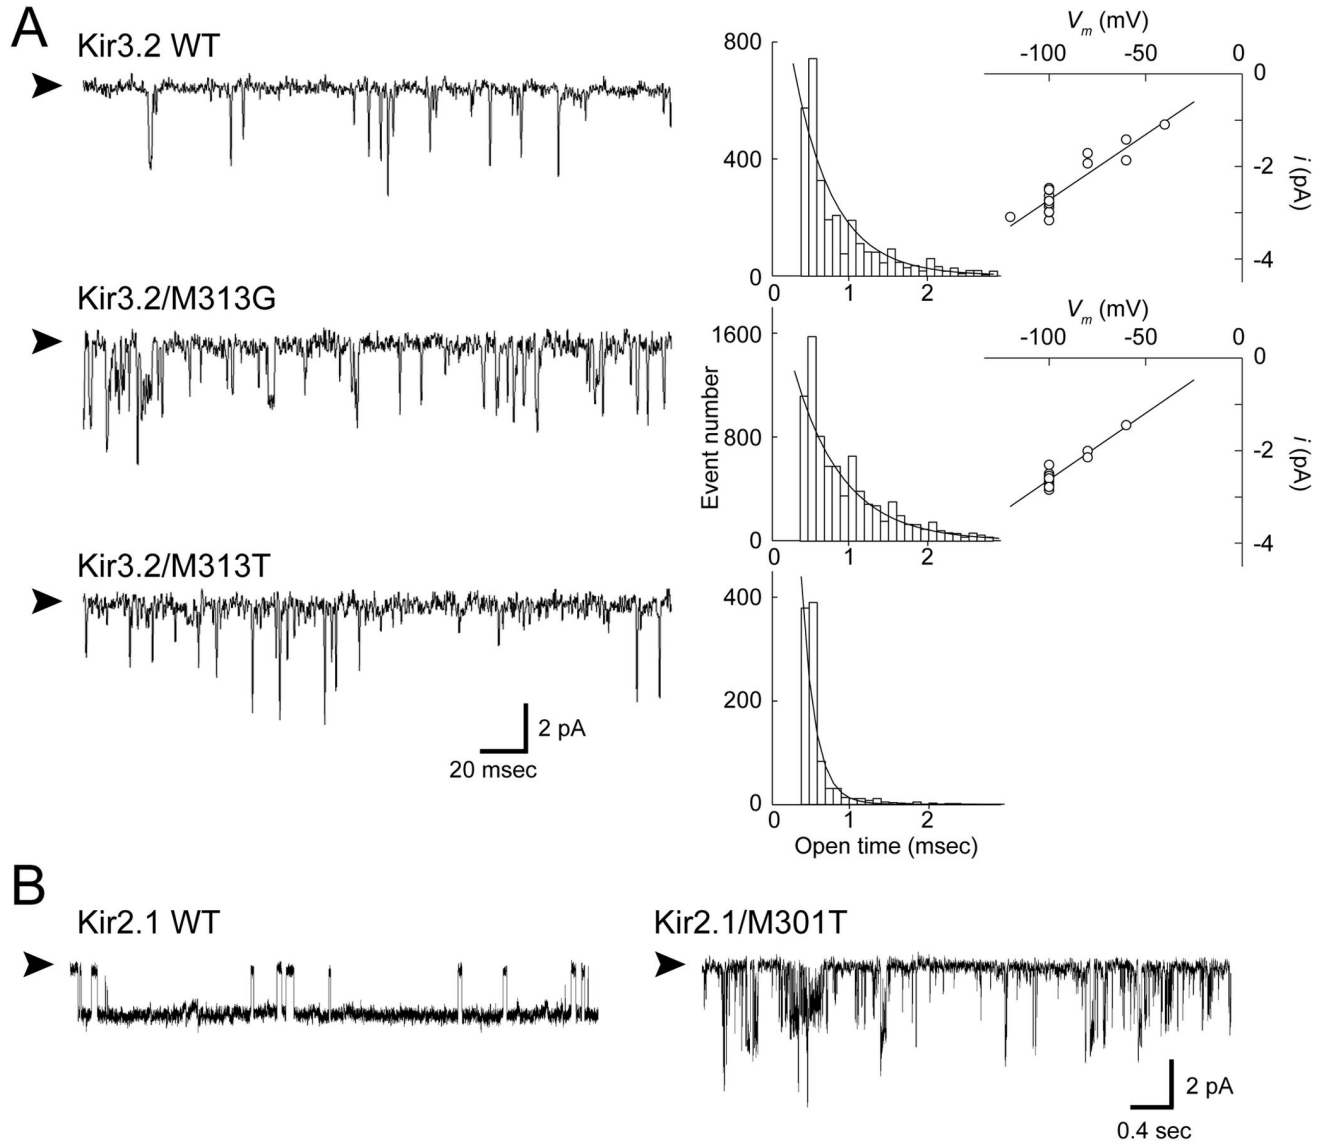 A
Kir3.2 WT
800
400
0
0 1 2
Vm (mV)
-100 -50 0
0
-2
-4
i (pA)
Kir3.2/M313G
1600
800
0
0 1 2
Event number
Vm (mV)
-100 -50 0
0
-2
-4
i (pA)
Kir3.2/M313T
2 pA
20 msec
400
200
0
0 1 2
Open time (msec)
B
Kir2.1 WT
Kir2.1/M301T
2 pA
0.4 sec